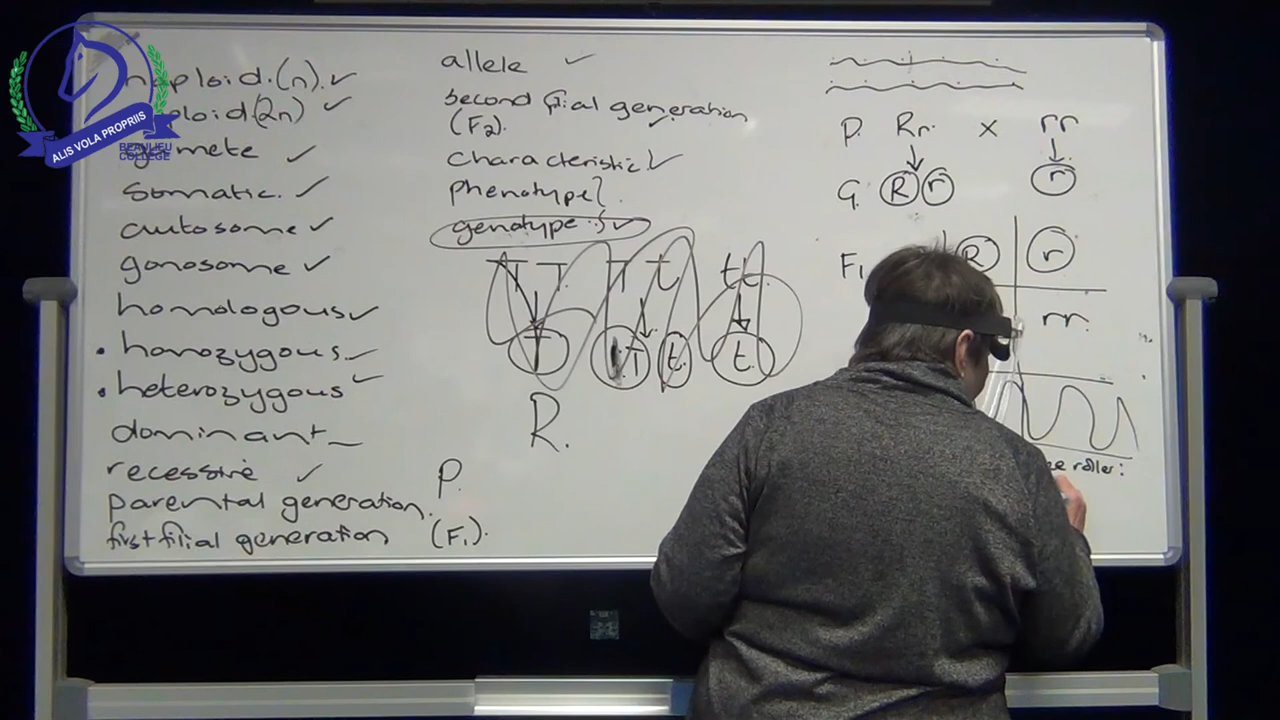 ALIS VOLA PROPRIIS
BEAULIEU COLLEGE
haploid.(n). ✓
diploid(2n) ✓
gamete ✓
Somatic. ✓
autosome ✓
gonosome ✓
homologous ✓
• homozygous ✓
• heterozygous ✓
dominant
recessive ✓
parental generation. P.
first filial generation (F₁).
allele ✓
second filial generation
(F₂). ✓
Characteristic. ✓
phenotype
genotype ✓
T T T t t t
T T t t
R.
P. Rr × rr
G. R r r
F₁ R r
rr
roller: